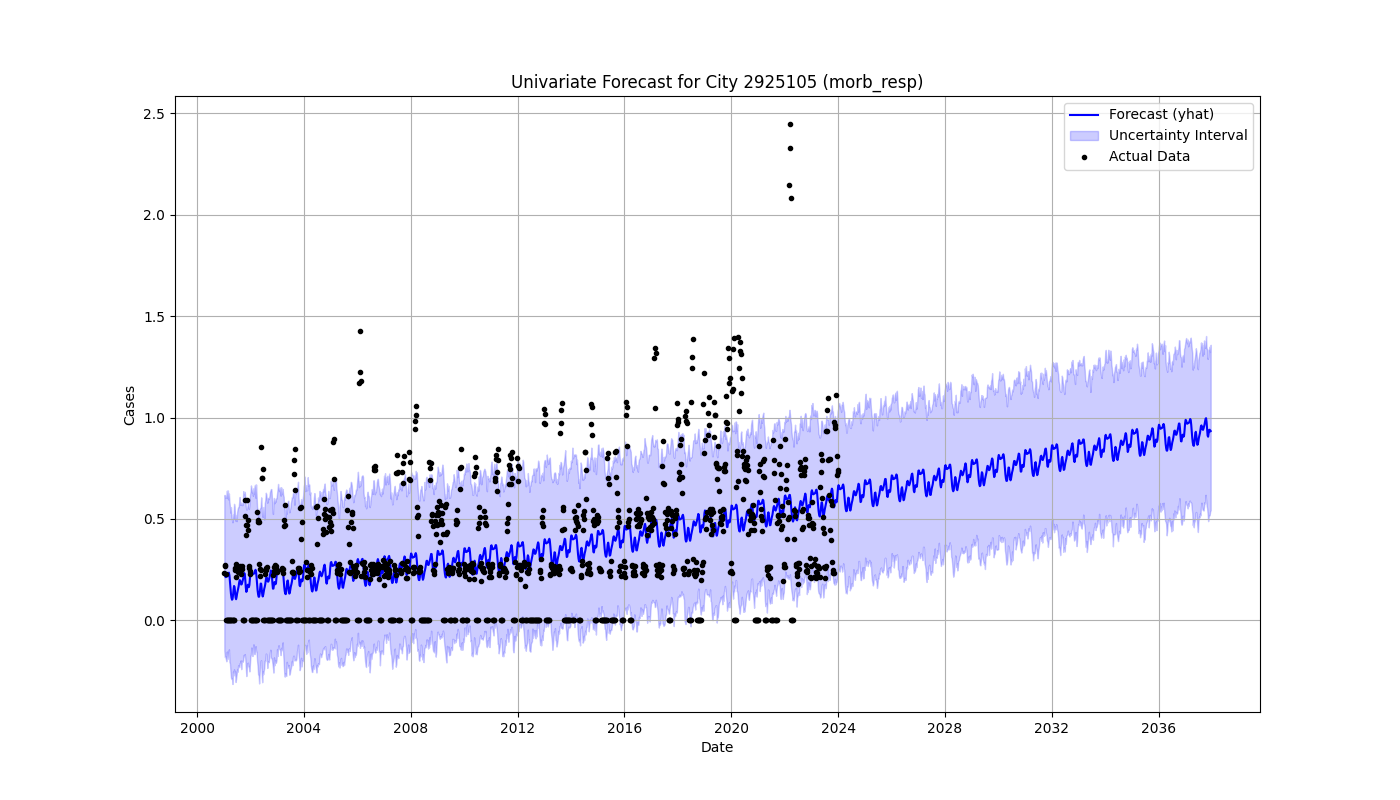 Univariate Forecast for City 2925105 (morb_resp)
Forecast (yhat)
Uncertainty Interval
Actual Data
2.5
2.0
1.5
1.0
0.5
0.0
Cases
2000 2004 2008 2012 2016 2020 2024 2028 2032 2036
Date